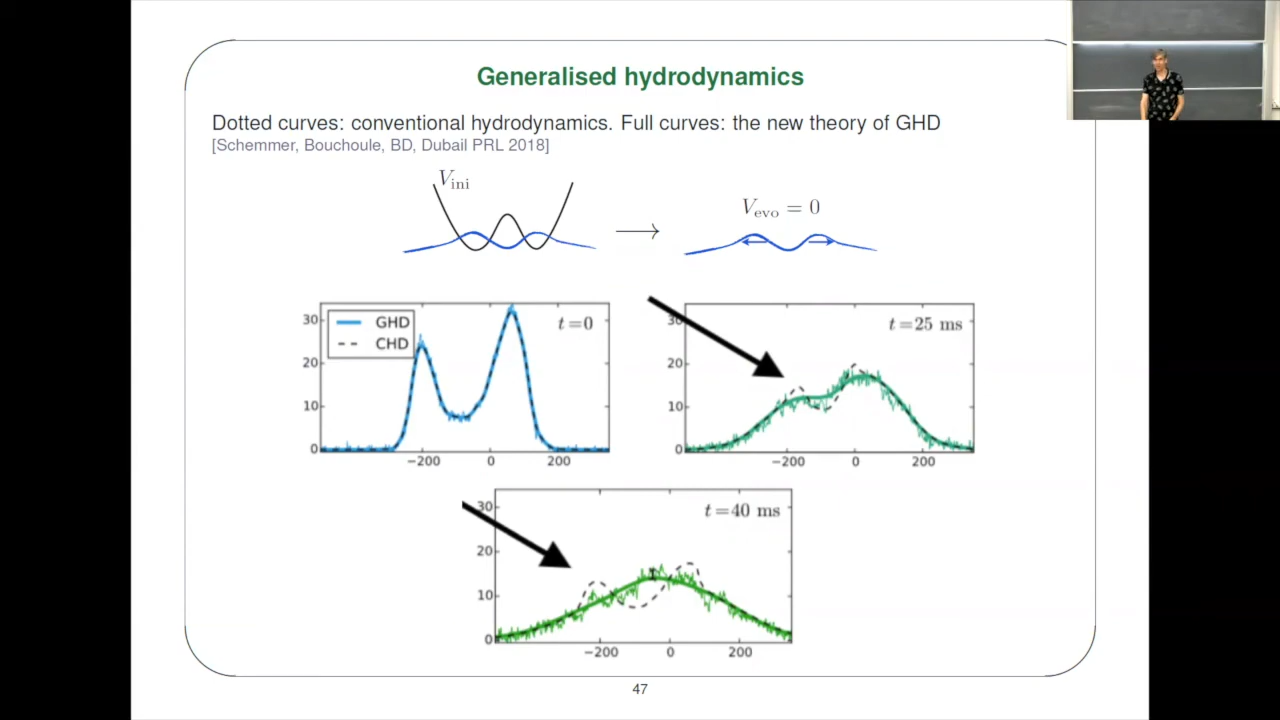 Generalised hydrodynamics
Dotted curves: conventional hydrodynamics. Full curves: the new theory of GHD
[Schemmer, Bouchoule, BD, Dubail PRL 2018]
V_ini
V_evo = 0
GHD
CHD
t=0
30
20
10
0
−200 0 200
t=25 ms
30
20
10
0
−200 0 200
t=40 ms
30
20
10
0
−200 0 200
47